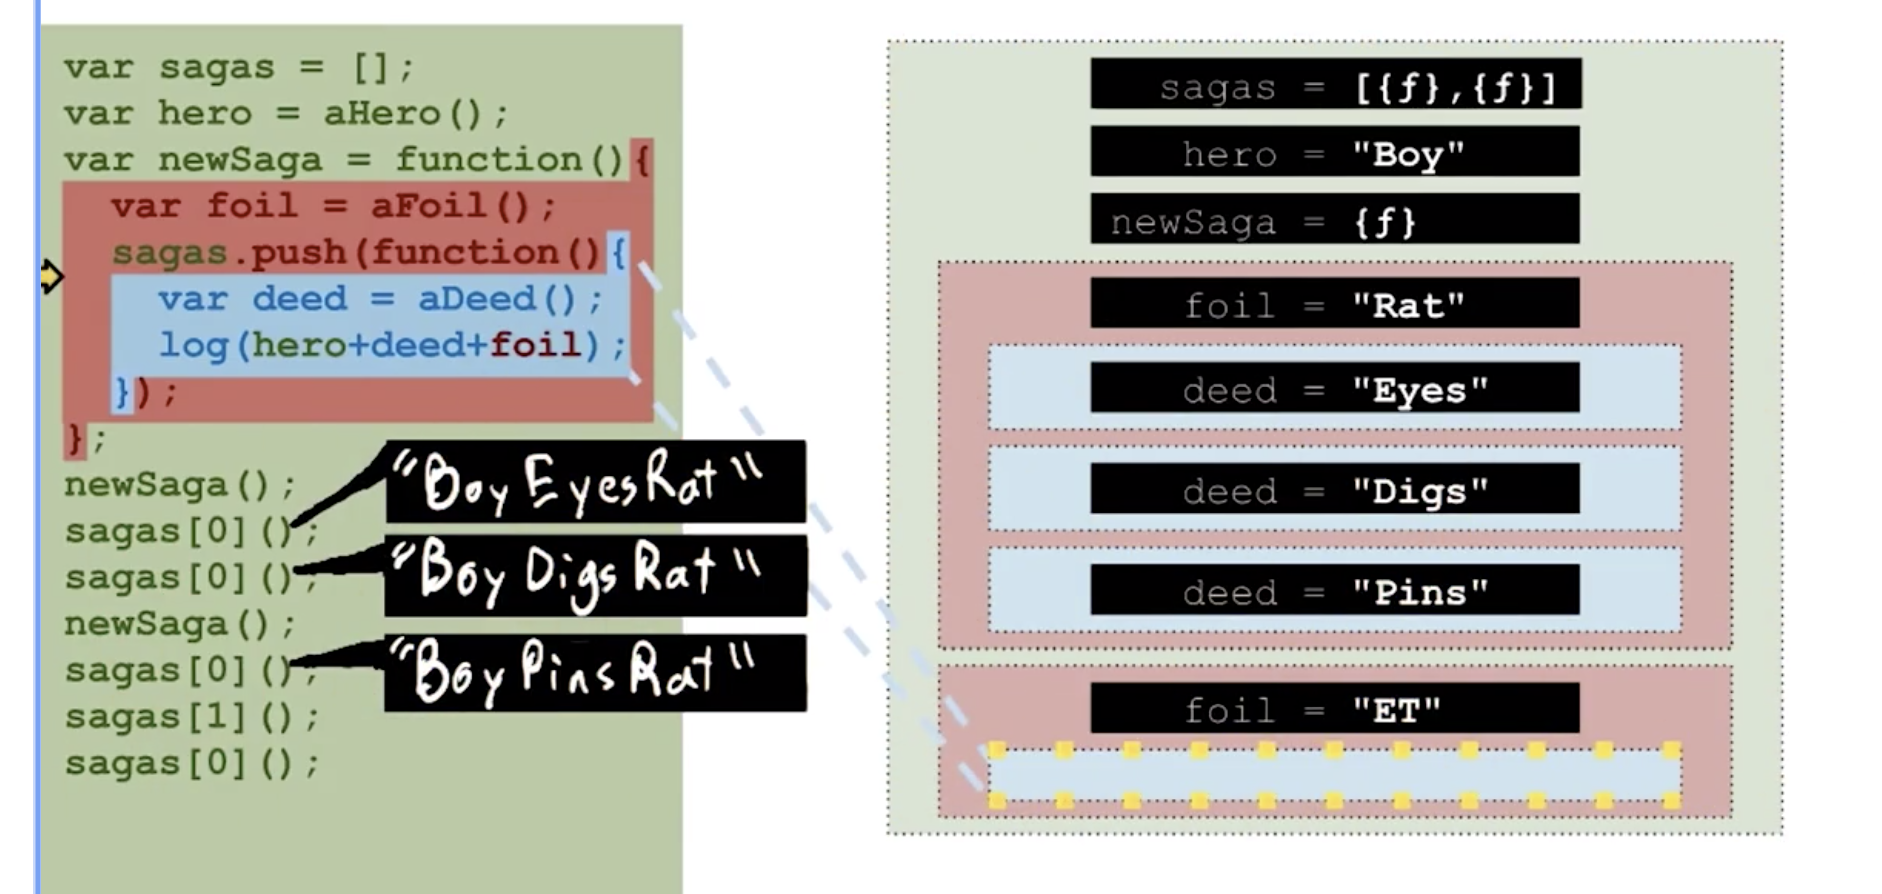 var sagas = [];
var hero = aHero();
var newSaga = function(){
var foil = aFoil();
sagas.push(function(){
var deed = aDeed();
log(hero+deed+foil);
});
};
newSaga();
sagas[0]();
sagas[0]();
newSaga();
sagas[0]();
sagas[1]();
sagas[0]();
"Boy Eyes Rat"
"Boy Digs Rat"
"Boy Pins Rat"
sagas = [{f},{f}]
hero = "Boy"
newSaga = {f}
foil = "Rat"
deed = "Eyes"
deed = "Digs"
deed = "Pins"
foil = "ET"